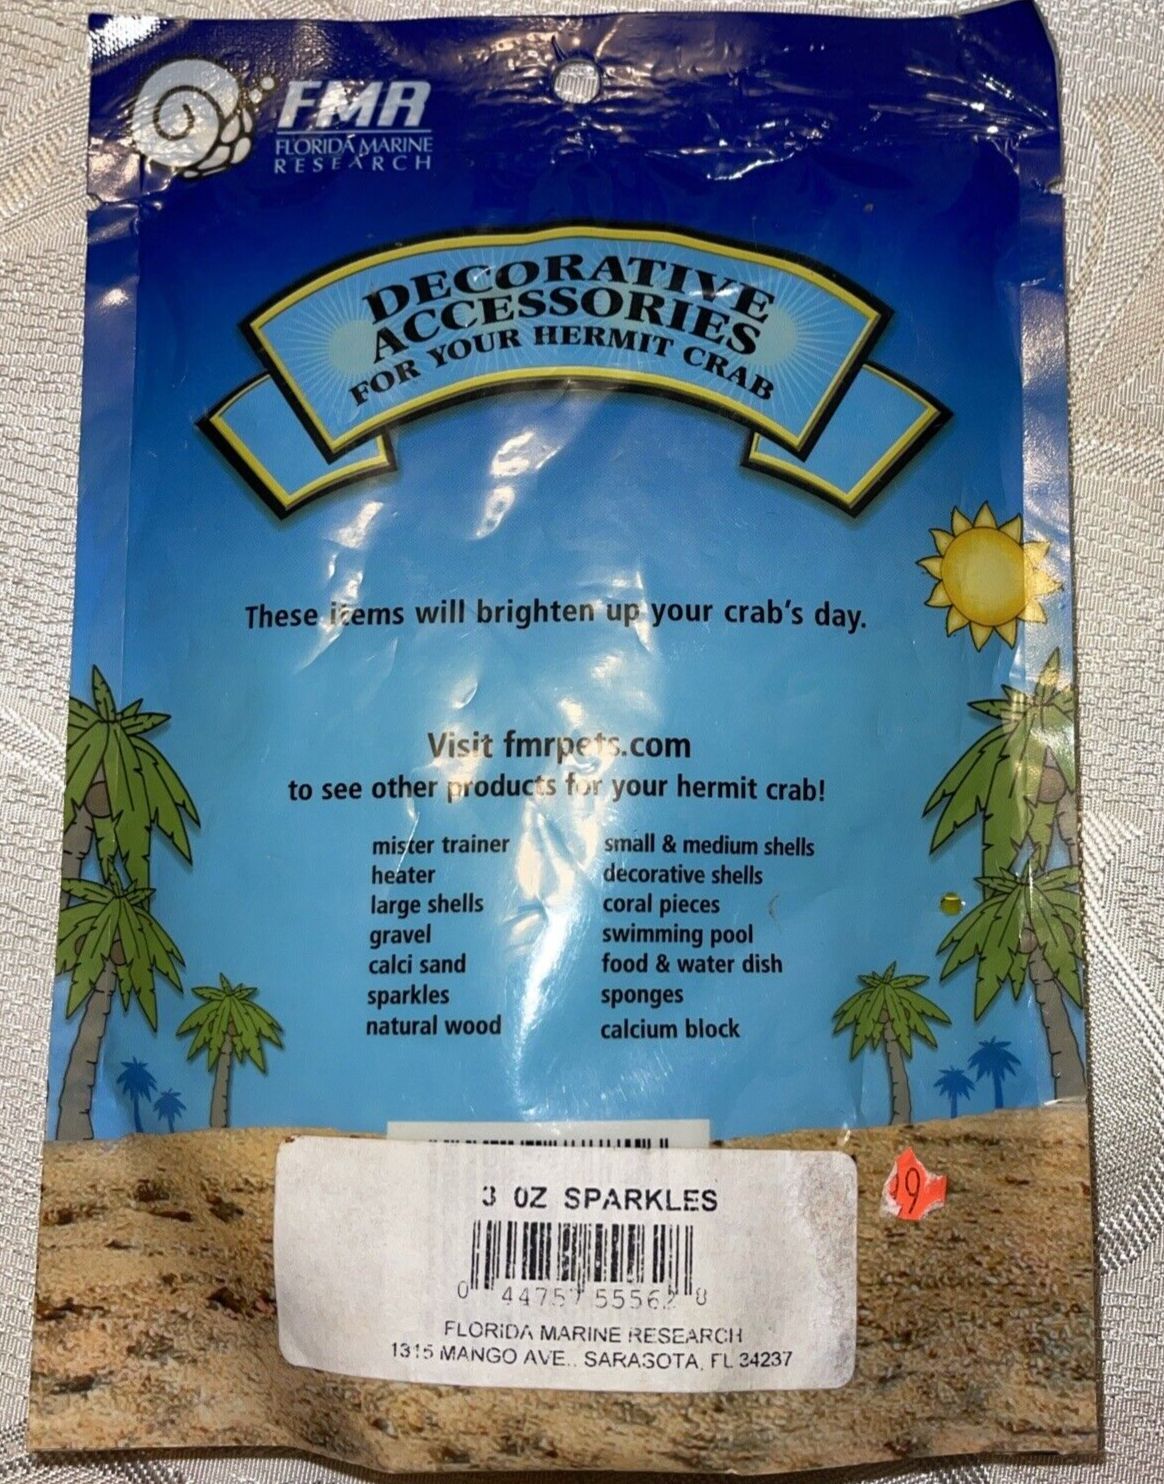 FMR
FLORIDA MARINE
RESEARCH
DECORATIVE
ACCESSORIES
FOR YOUR HERMIT CRAB
These items will brighten up your crab's day.
Visit fmrpets.com
to see other products for your hermit crab!
mister trainer
heater
large shells
gravel
calci sand
sparkles
natural wood
small & medium shells
decorative shells
coral pieces
swimming pool
food & water dish
sponges
calcium block
3 OZ SPARKLES
0 44757 55562 8
FLORIDA MARINE RESEARCH
1315 MANGO AVE., SARASOTA, FL 34237